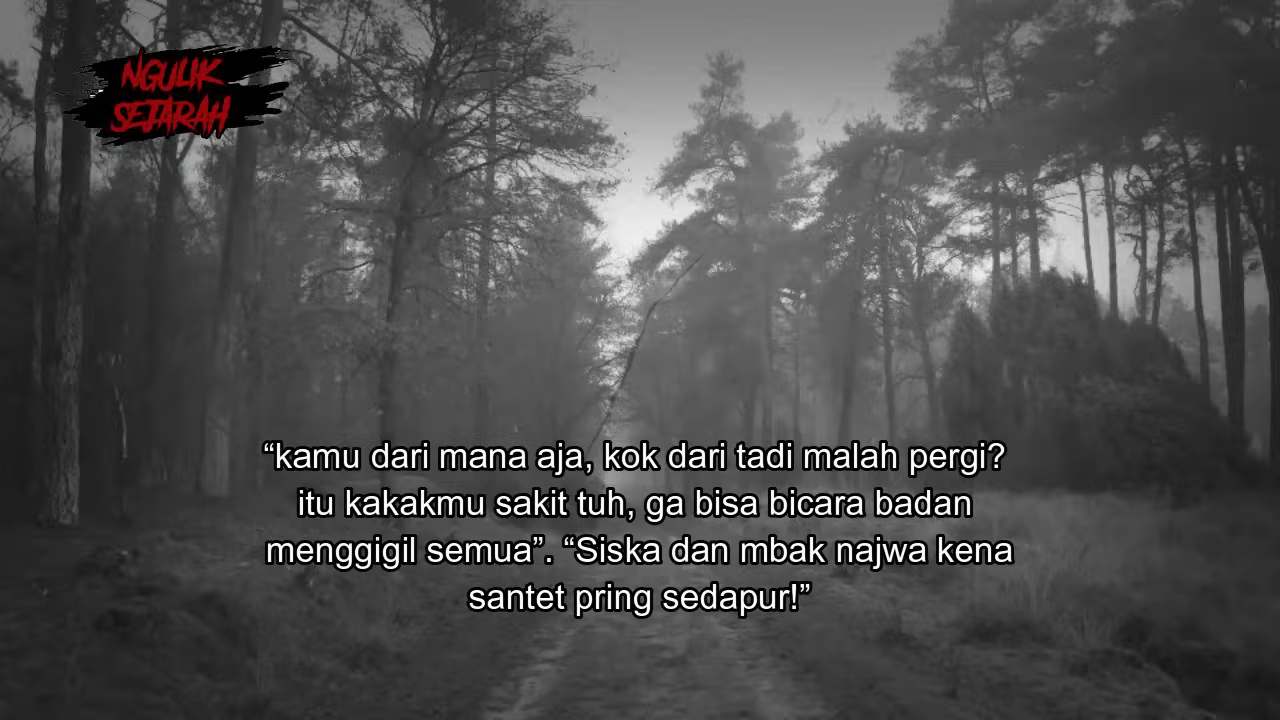 NGULIK
SEJARAH
“kamu dari mana aja, kok dari tadi malah pergi?
itu kakakmu sakit tuh, ga bisa bicara badan
menggigil semua”. “Siska dan mbak najwa kena
santet pring sedapur!”